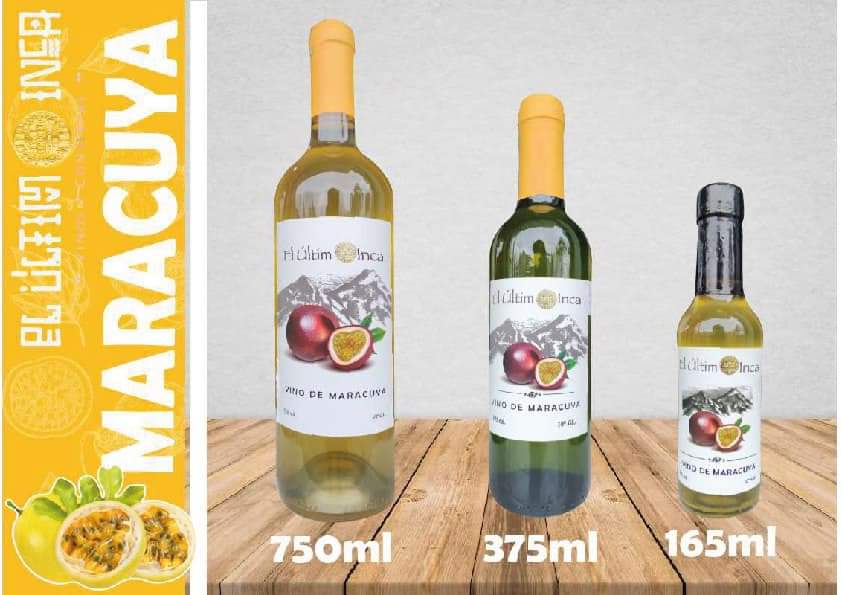 EL ÚLTIM INCA
MARACUYA
El Últim Inca
VINO DE MARACUYA
El Últim Inca
VINO DE MARACUYA
El Últim Inca
VINO DE MARACUYA
750ml
375ml
165ml